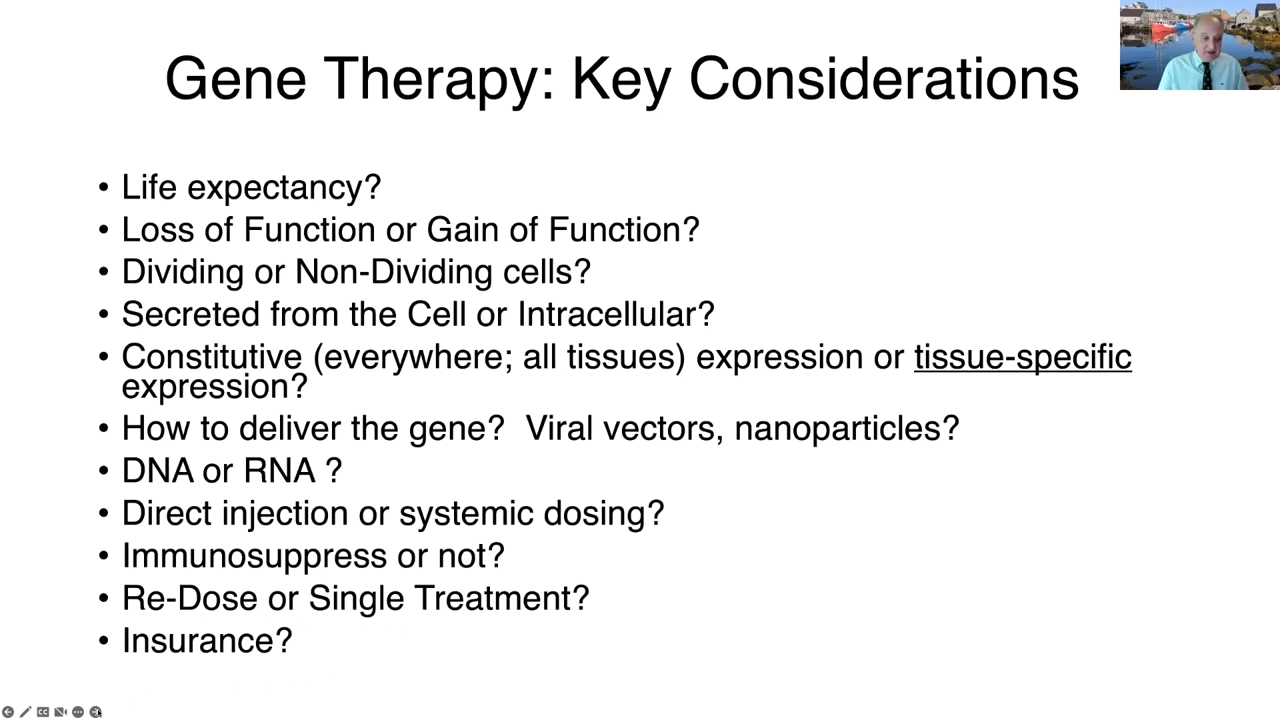 Gene Therapy: Key Considerations
• Life expectancy?
• Loss of Function or Gain of Function?
• Dividing or Non-Dividing cells?
• Secreted from the Cell or Intracellular?
• Constitutive (everywhere; all tissues) expression or tissue-specific
expression?
• How to deliver the gene?  Viral vectors, nanoparticles?
• DNA or RNA ?
• Direct injection or systemic dosing?
• Immunosuppress or not?
• Re-Dose or Single Treatment?
• Insurance?
CC